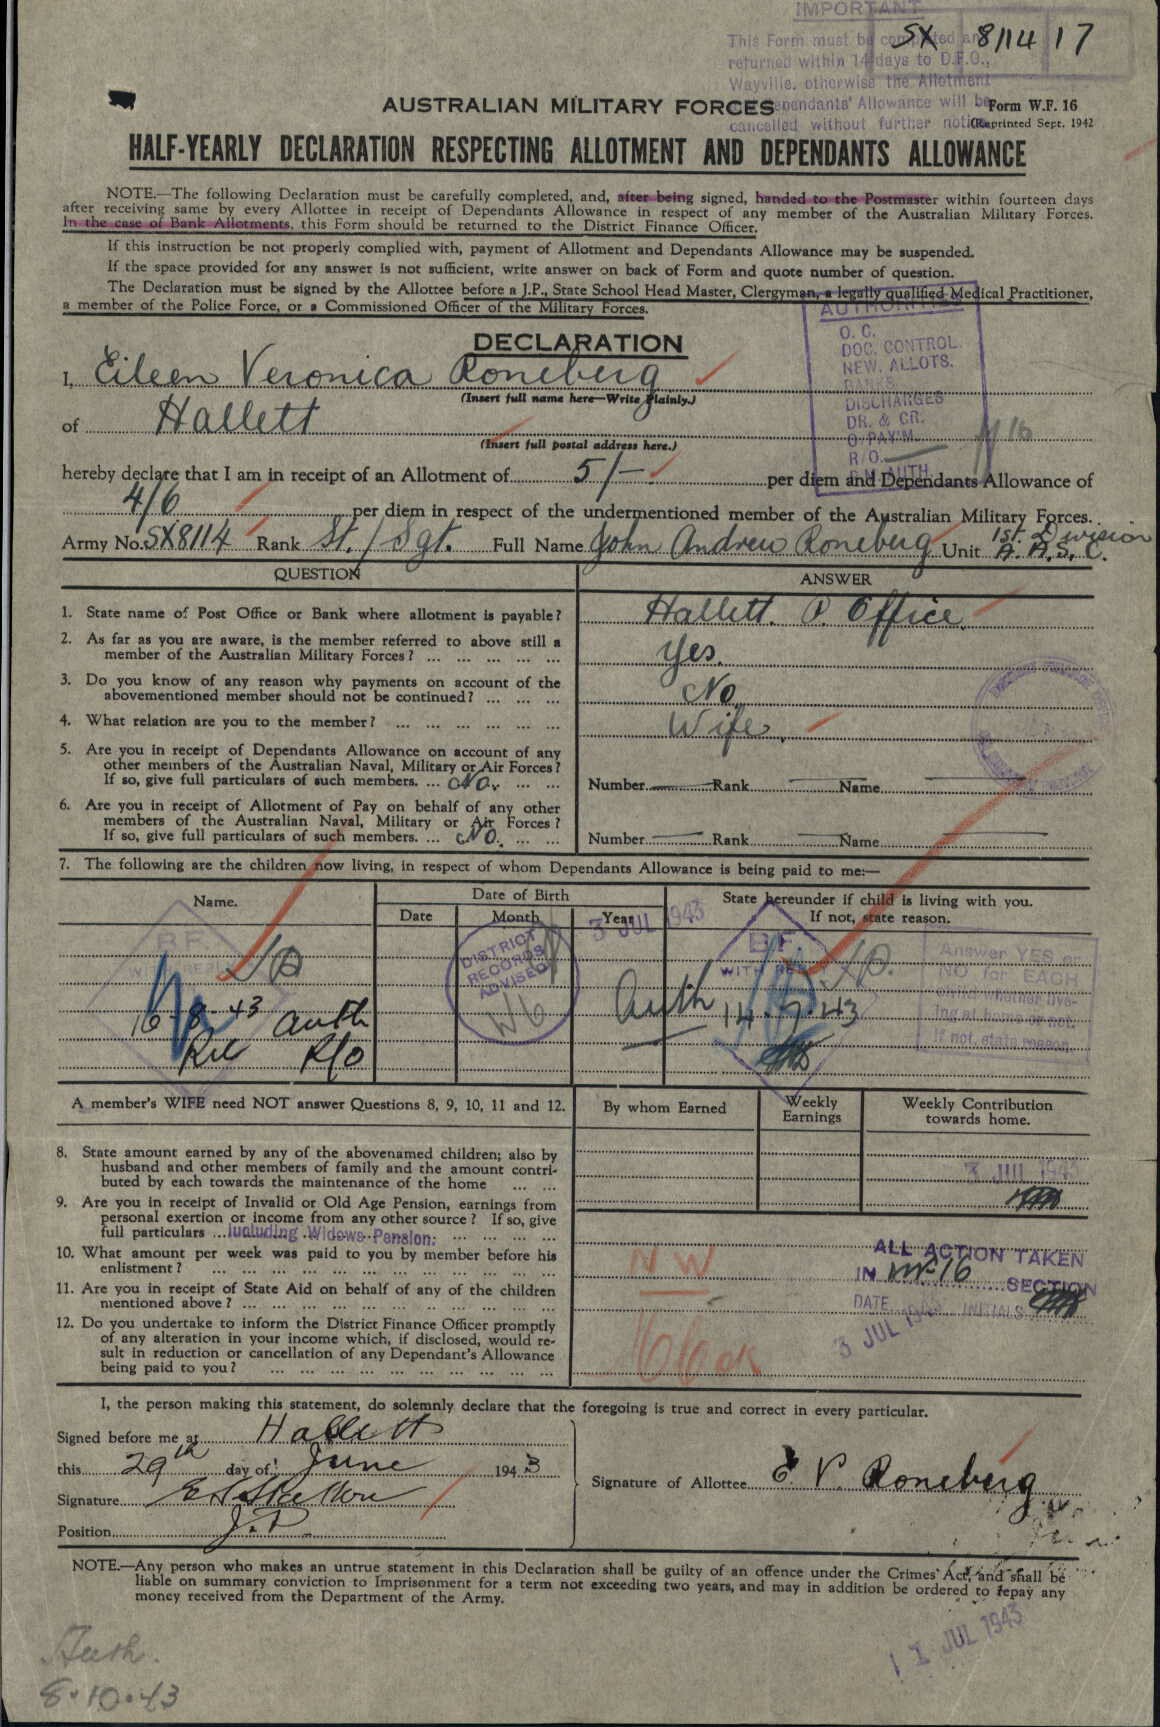 IMPORTANT
This Form must be completed and
returned within 14 days to D.F.O.,
Wayville, otherwise the Allotment
Dependants' Allowance will be
cancelled without further notice
SX 8114 17
AUSTRALIAN MILITARY FORCES
Form W.F. 16
(Reprinted Sept. 1942
HALF-YEARLY DECLARATION RESPECTING ALLOTMENT AND DEPENDANTS ALLOWANCE
NOTE.—The following Declaration must be carefully completed, and, after being signed, handed to the Postmaster within fourteen days
after receiving same by every Allottee in receipt of Dependants Allowance in respect of any member of the Australian Military Forces.
In the case of Bank Allotments, this Form should be returned to the District Finance Officer.
If this instruction be not properly complied with, payment of Allotment and Dependants Allowance may be suspended.
If the space provided for any answer is not sufficient, write answer on back of Form and quote number of question.
The Declaration must be signed by the Allottee before a J.P., State School Head Master, Clergyman, a legally qualified Medical Practitioner,
a member of the Police Force, or a Commissioned Officer of the Military Forces.
AUTHORITIES
O. C.
DOC. CONTROL.
NEW. ALLOTS.
BANKS.
DISCHARGES
DR. & CR.
O/PAY'M.
R/O.
AUTH.
DECLARATION
I, Eileen Veronica Roneberg
(Insert full name here—Write Plainly.)
of Hallett
(Insert full postal address here.)
hereby declare that I am in receipt of an Allotment of 5/- per diem and Dependants Allowance of
4/6 per diem in respect of the undermentioned member of the Australian Military Forces.
Army No. SX8114 Rank St./Sgt. Full Name John Andrew Roneberg Unit 1st Division A.A.S.C.
QUESTION
ANSWER
1. State name of Post Office or Bank where allotment is payable?
Hallett. P. Office.
2. As far as you are aware, is the member referred to above still a
member of the Australian Military Forces? ... ... ... ... ...
Yes.
3. Do you know of any reason why payments on account of the
abovementioned member should not be continued? ... ... ...
No
4. What relation are you to the member? ... ... ... ... ... ...
Wife.
5. Are you in receipt of Dependants Allowance on account of any
other members of the Australian Naval, Military or Air Forces?
If so, give full particulars of such members. ... No. ... ...
Number Rank Name
6. Are you in receipt of Allotment of Pay on behalf of any other
members of the Australian Naval, Military or Air Forces?
If so, give full particulars of such members. ... No. ... ...
Number Rank Name
7. The following are the children now living, in respect of whom Dependants Allowance is being paid to me:—
Name.
Date of Birth
State hereunder if child is living with you.
If not, state reason.
Date
Month
Year
3 JUL 1943
B.F.
WITH REPLY
16-8-43 Auth
R/O
DISTRICT
RECORDS
ADVISED
Auth
B.F.
WITH REPLY
14.7.43
Answer YES or
NO for EACH
child whether liv-
ing at home or not.
If not, state reason.
A member's WIFE need NOT answer Questions 8, 9, 10, 11 and 12.
By whom Earned
Weekly
Earnings
Weekly Contribution
towards home.
8. State amount earned by any of the abovenamed children; also by
husband and other members of family and the amount contri-
buted by each towards the maintenance of the home ... ...
3 JUL 1943
9. Are you in receipt of Invalid or Old Age Pension, earnings from
personal exertion or income from any other source? If so, give
full particulars ... including Widows Pension. ... ... ... ...
10. What amount per week was paid to you by member before his
enlistment? ... ... ... ... ... ... ... ... ... ... ... ...
11. Are you in receipt of State Aid on behalf of any of the children
mentioned above? ... ... ... ... ... ... ... ... ... ... ...
12. Do you undertake to inform the District Finance Officer promptly
of any alteration in your income which, if disclosed, would re-
sult in reduction or cancellation of any Dependant's Allowance
being paid to you? ... ... ... ... ... ... ... ... ... ...
NW
ALL ACTION TAKEN
IN WF16 SECTION
DATE INITIALS
3 JUL 1943
I, the person making this statement, do solemnly declare that the foregoing is true and correct in every particular.
Signed before me at Hallett
this 29th day of June 1943
Signature
Position J.P.
Signature of Allottee E V. Roneberg
NOTE.—Any person who makes an untrue statement in this Declaration shall be guilty of an offence under the Crimes' Act, and shall be
liable on summary conviction to Imprisonment for a term not exceeding two years, and may in addition be ordered to repay any
money received from the Department of the Army.
JUL 1943
Auth.
8.10.43